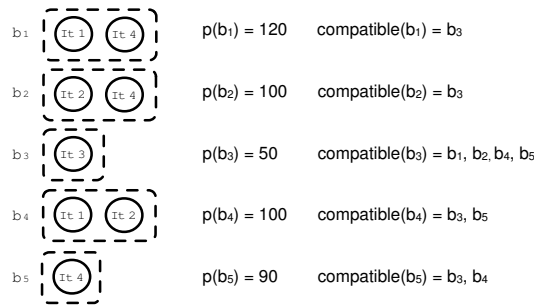 b₁ It 1 It 4 p(b₁) = 120 compatible(b₁) = b₃
b₂ It 2 It 4 p(b₂) = 100 compatible(b₂) = b₃
b₃ It 3 p(b₃) = 50 compatible(b₃) = b₁, b₂, b₄, b₅
b₄ It 1 It 2 p(b₄) = 100 compatible(b₄) = b₃, b₅
b₅ It 4 p(b₅) = 90 compatible(b₅) = b₃, b₄